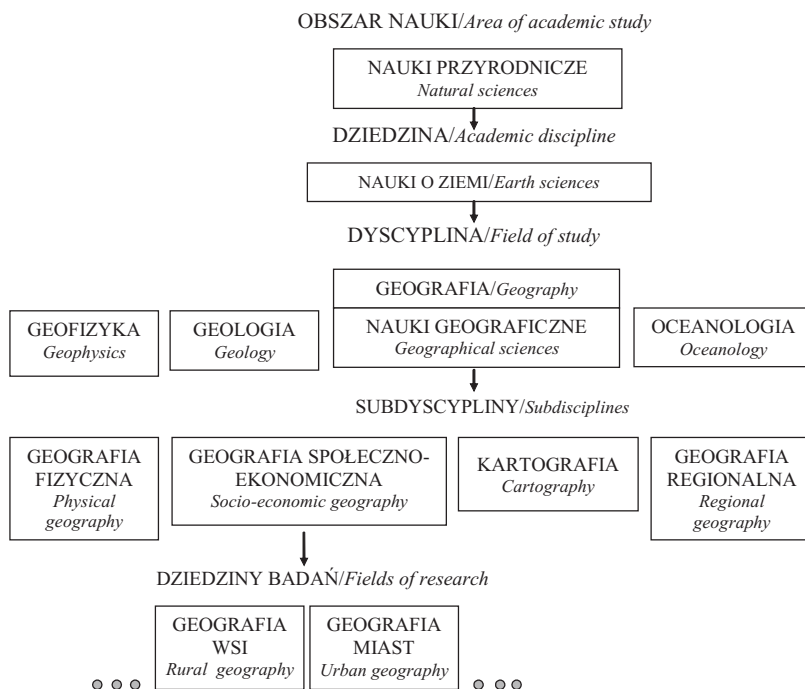 OBSZAR NAUKI/Area of academic study
NAUKI PRZYRODNICZE
Natural sciences
DZIEDZINA/Academic discipline
NAUKI O ZIEMI/Earth sciences
DYSCYPLINA/Field of study
GEOGRAFIA/Geography
GEOFIZYKA
Geophysics
GEOLOGIA
Geology
NAUKI GEOGRAFICZNE
Geographical sciences
OCEANOLOGIA
Oceanology
SUBDYSCYPLINY/Subdisciplines
GEOGRAFIA
FIZYCZNA
Physical
geography
GEOGRAFIA SPOŁECZNO-
EKONOMICZNA
Socio-economic geography
KARTOGRAFIA
Cartography
GEOGRAFIA
REGIONALNA
Regional
geography
DZIEDZINY BADAŃ/Fields of research
GEOGRAFIA
WSI
Rural geography
GEOGRAFIA
MIAST
Urban geography